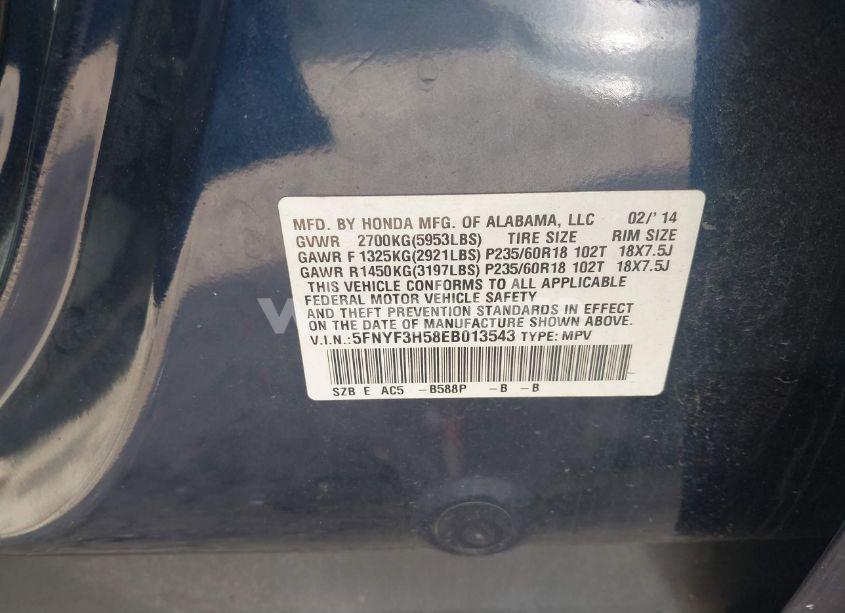 MFD. BY HONDA MFG. OF ALABAMA, LLC 02/'14
GVWR 2700KG(5953LBS) TIRE SIZE RIM SIZE
GAWR F 1325KG(2921LBS) P235/60R18 102T 18X7.5J
GAWR R1450KG(3197LBS) P235/60R18 102T 18X7.5J
THIS VEHICLE CONFORMS TO ALL APPLICABLE
FEDERAL MOTOR VEHICLE SAFETY
AND THEFT PREVENTION STANDARDS IN EFFECT
ON THE DATE OF MANUFACTURE SHOWN ABOVE.
V.I.N.:5FNYF3H58EB013543 TYPE: MPV
SZB E AC5 -B588P -B -B